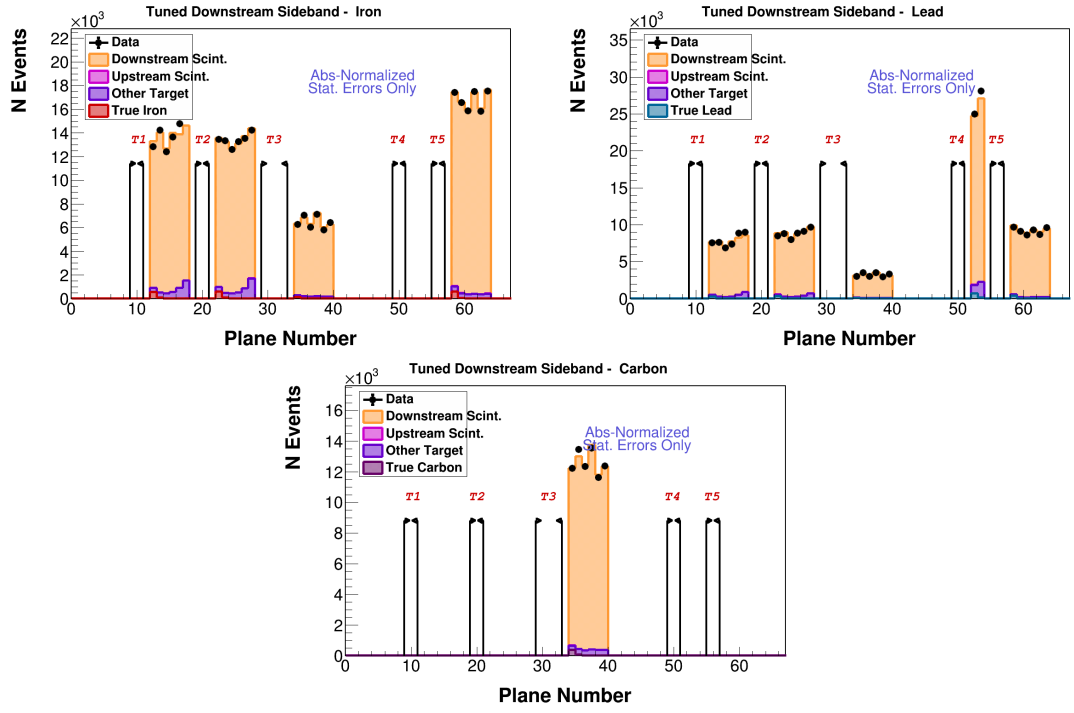 Tuned Downstream Sideband - Iron
×10³
N Events
22
20
18
16
14
12
10
8
6
4
2
0
Data
Downstream Scint.
Upstream Scint.
Other Target
True Iron
Abs-Normalized
Stat. Errors Only
T1
T2
T3
T4
T5
0
10
20
30
40
50
60
Plane Number
Tuned Downstream Sideband - Lead
×10³
N Events
35
30
25
20
15
10
5
0
Data
Downstream Scint.
Upstream Scint.
Other Target
True Lead
Abs-Normalized
Stat. Errors Only
T1
T2
T3
T4
T5
0
10
20
30
40
50
60
Plane Number
Tuned Downstream Sideband - Carbon
×10³
N Events
16
14
12
10
8
6
4
2
0
Data
Downstream Scint.
Upstream Scint.
Other Target
True Carbon
Abs-Normalized
Stat. Errors Only
T1
T2
T3
T4
T5
0
10
20
30
40
50
60
Plane Number